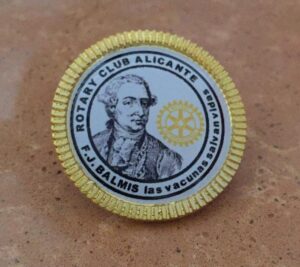 ROTARY CLUB ALICANTE
F.J. BALMIS las vacunas salvan vidas